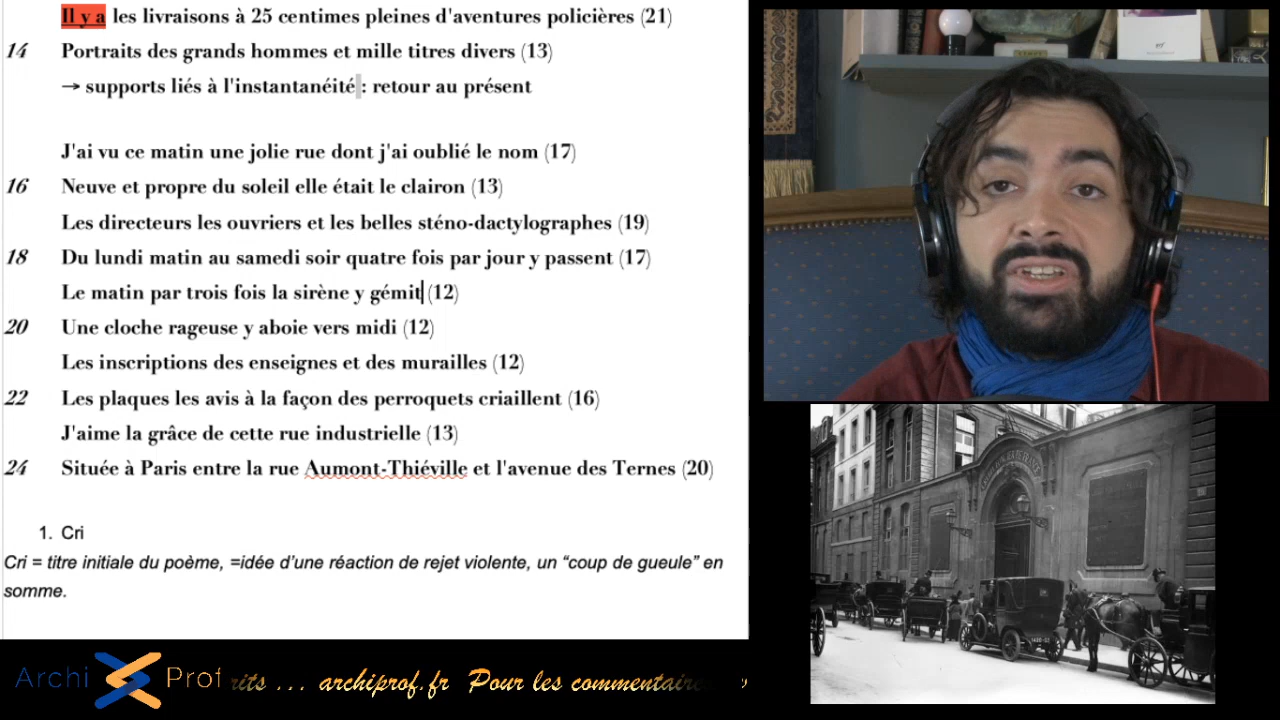 Il y a les livraisons à 25 centimes pleines d'aventures policières (21)
14 Portraits des grands hommes et mille titres divers (13)
→ supports liés à l'instantanéité : retour au présent
J'ai vu ce matin une jolie rue dont j'ai oublié le nom (17)
16 Neuve et propre du soleil elle était le clairon (13)
Les directeurs les ouvriers et les belles sténo-dactylographes (19)
18 Du lundi matin au samedi soir quatre fois par jour y passent (17)
Le matin par trois fois la sirène y gémit (12)
20 Une cloche rageuse y aboie vers midi (12)
Les inscriptions des enseignes et des murailles (12)
22 Les plaques les avis à la façon des perroquets criaillent (16)
J'aime la grâce de cette rue industrielle (13)
24 Située à Paris entre la rue Aumont-Thiéville et l'avenue des Ternes (20)
1. Cri
Cri = titre initiale du poème, =idée d'une réaction de rejet violente, un “coup de gueule” en
somme.
Archi Prof rits ... archiprof.fr Pour les commentaire